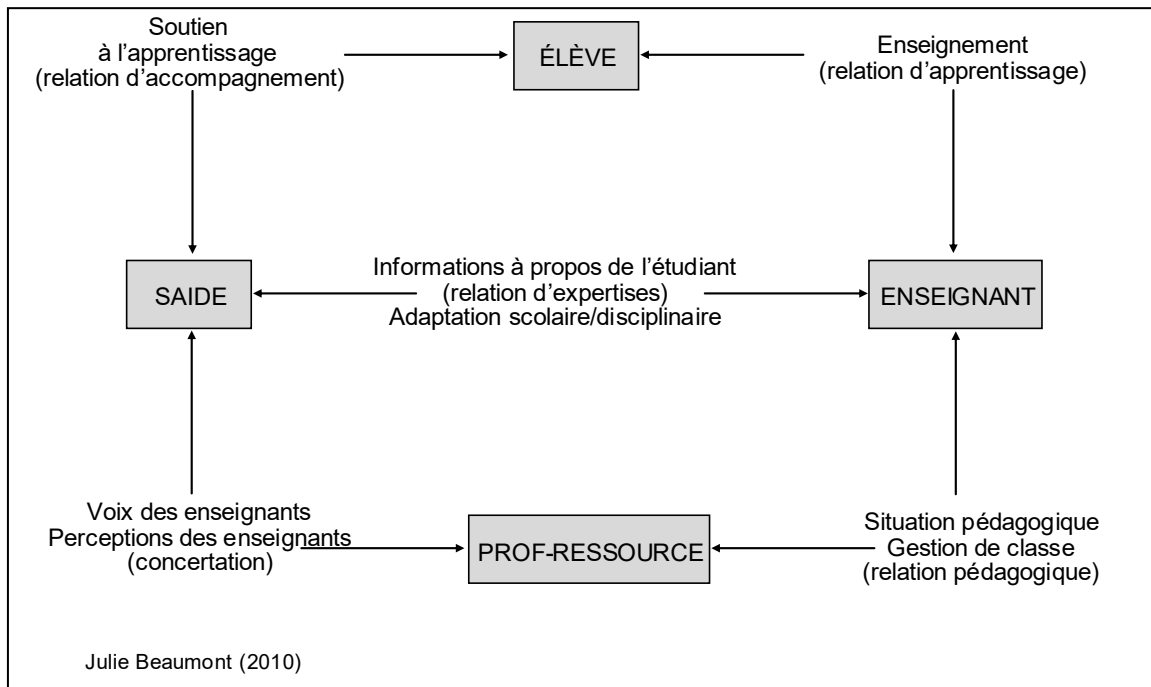 Soutien
à l'apprentissage
(relation d'accompagnement)
ÉLÈVE
Enseignement
(relation d'apprentissage)
SAIDE
Informations à propos de l'étudiant
(relation d'expertises)
Adaptation scolaire/disciplinaire
ENSEIGNANT
Voix des enseignants
Perceptions des enseignants
(concertation)
PROF-RESSOURCE
Situation pédagogique
Gestion de classe
(relation pédagogique)
Julie Beaumont (2010)